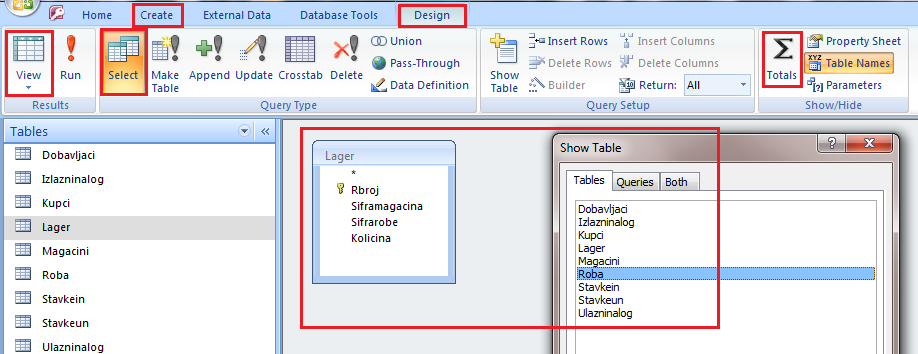 Home Create External Data Database Tools Design
View
Run
Select
Make Table
Append
Update
Crosstab
Delete
Union
Pass-Through
Data Definition
Show Table
Insert Rows
Delete Rows
Builder
Insert Columns
Delete Columns
Return: All
Totals
Property Sheet
XYZ Table Names
[?] Parameters
Results Query Type Query Setup Show/Hide
Tables
Dobavljaci
Izlazninalog
Kupci
Lager
Magacini
Roba
Stavkein
Stavkeun
Ulazninalog
Lager
*
Rbroj
Siframagacina
Sifrarobe
Kolicina
Show Table
Tables Queries Both
Dobavljaci
Izlazninalog
Kupci
Lager
Magacini
Roba
Stavkein
Stavkeun
Ulazninalog